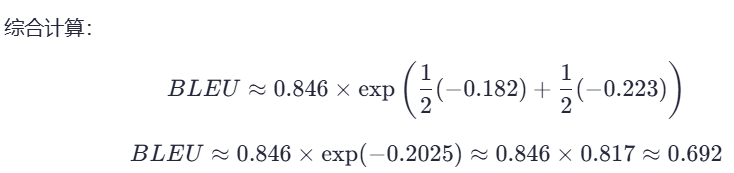 综合计算：
BLEU ≈ 0.846 × exp ( 1/2 (−0.182) + 1/2 (−0.223) )
BLEU ≈ 0.846 × exp(−0.2025) ≈ 0.846 × 0.817 ≈ 0.692